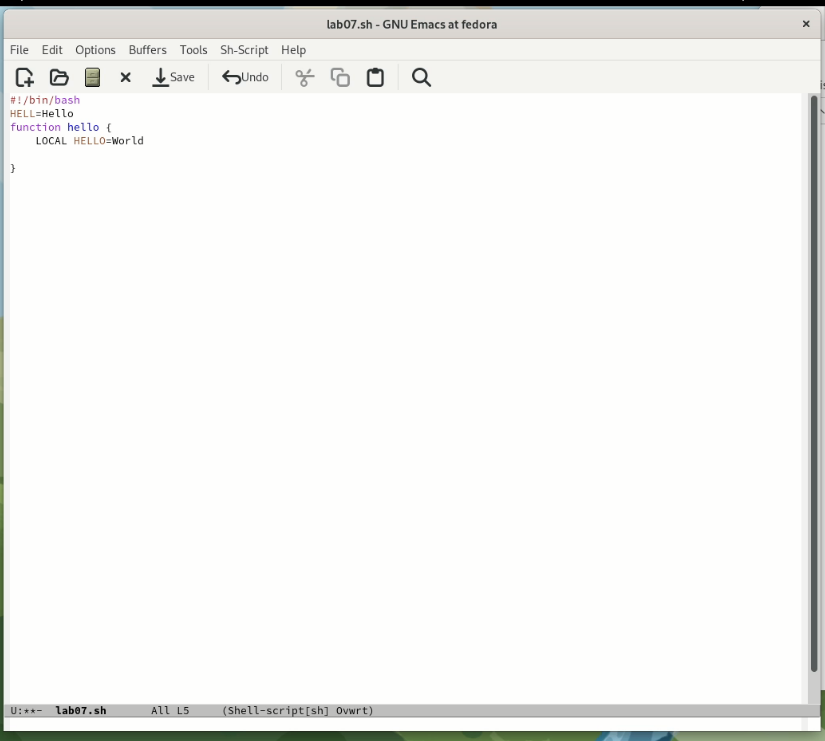 lab07.sh - GNU Emacs at fedora
File Edit Options Buffers Tools Sh-Script Help
Save Undo
#!/bin/bash
HELL=Hello
function hello {
    LOCAL HELLO=World
}
U:**-  lab07.sh       All L5     (Shell-script[sh] Ovwrt)